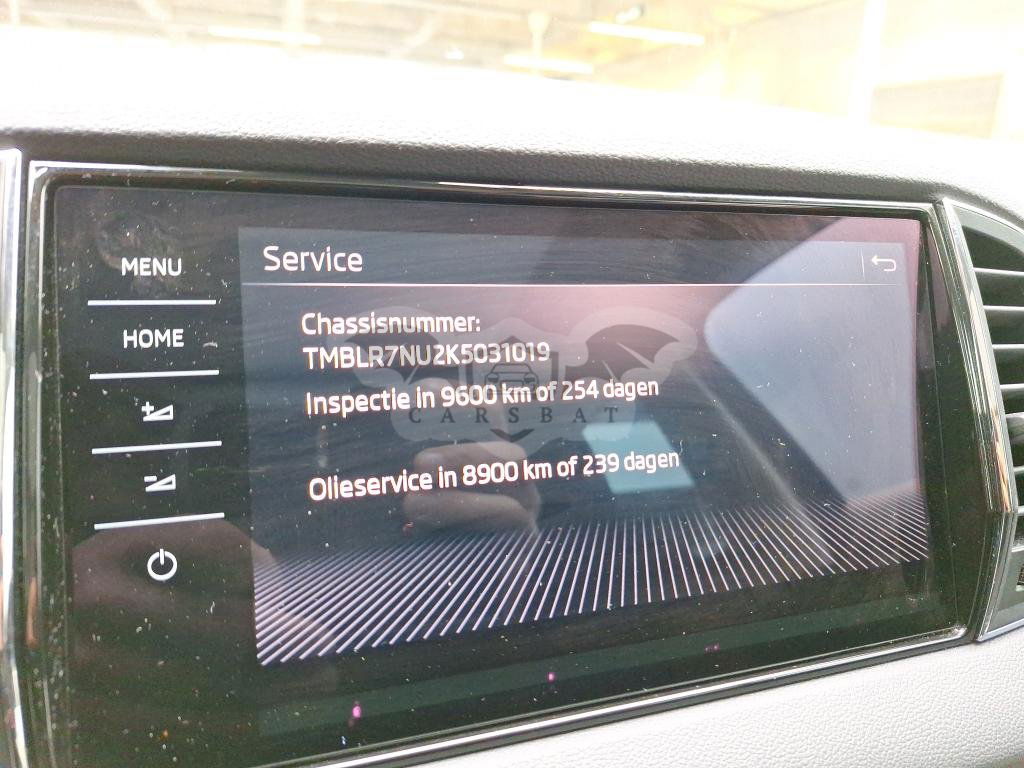 Service
MENU
HOME
Chassisnummer:
TMBLR7NU2K5031019
Inspectie in 9600 km of 254 dagen
CARSBAT
Olieservice in 8900 km of 239 dagen